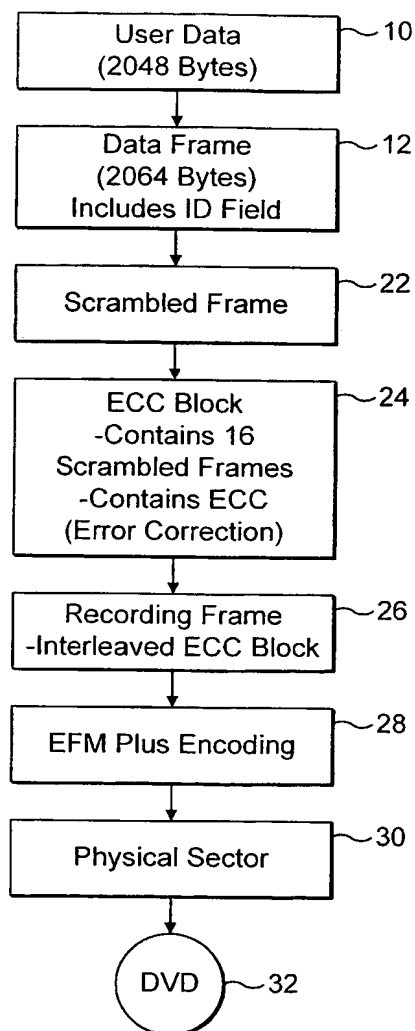 User Data
(2048 Bytes)
10
Data Frame
(2064 Bytes)
Includes ID Field
12
Scrambled Frame
22
ECC Block
-Contains 16
Scrambled Frames
-Contains ECC
(Error Correction)
24
Recording Frame
-Interleaved ECC Block
26
EFM Plus Encoding
28
Physical Sector
30
DVD
32